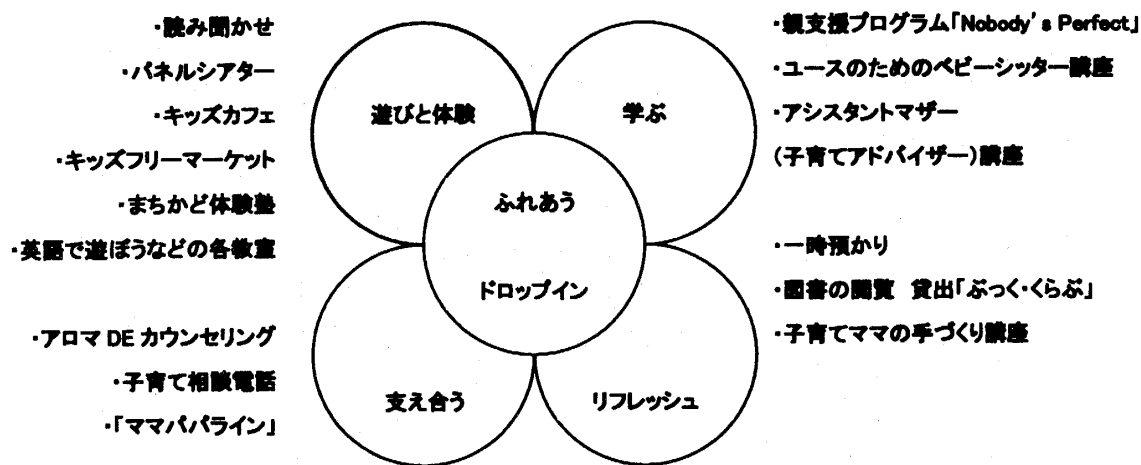 ・読み聞かせ
・パネルシアター
・キッズカフェ
・キッズフリーマーケット
・まちかど体験塾
・英語で遊ぼうなどの各教室
遊びと体験
学ぶ
・親支援プログラム「Nobody's Perfect」
・ユースのためのベビーシッター講座
・アシスタントマザー
(子育てアドバイザー)講座
ふれあう
ドロップイン
・アロマ DE カウンセリング
・子育て相談電話
・「ママパパライン」
支え合う
リフレッシュ
・一時預かり
・図書の閲覧 貸出「ぶっく・くらぶ」
・子育てママの手づくり講座